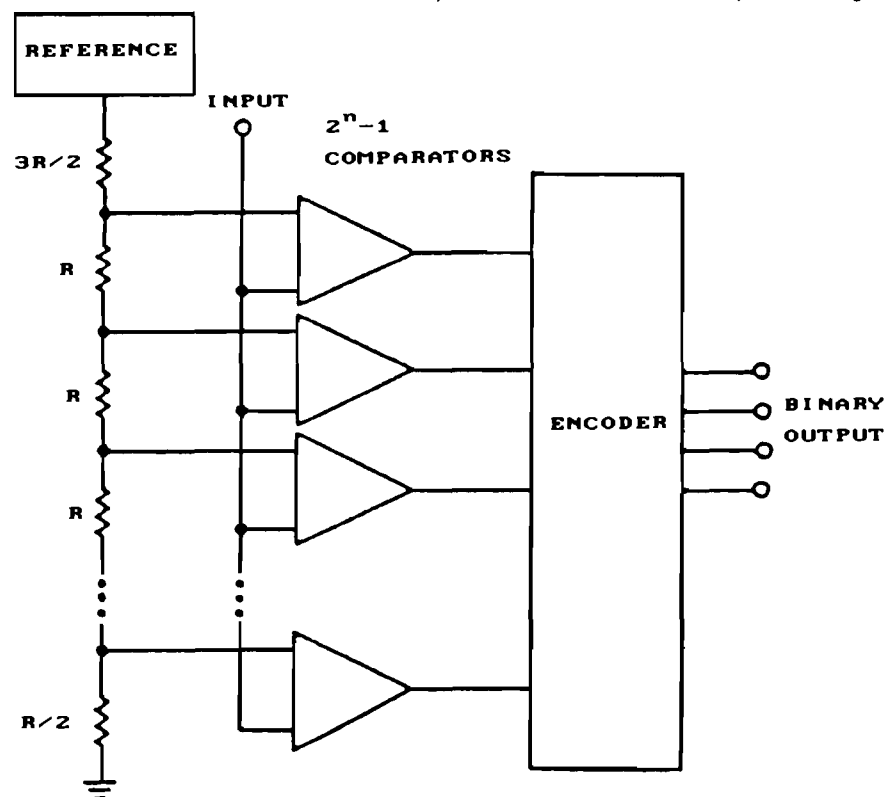 REFERENCE
INPUT
2ⁿ-1
COMPARATORS
3R/2
R
R
R
R/2
ENCODER
BINARY
OUTPUT